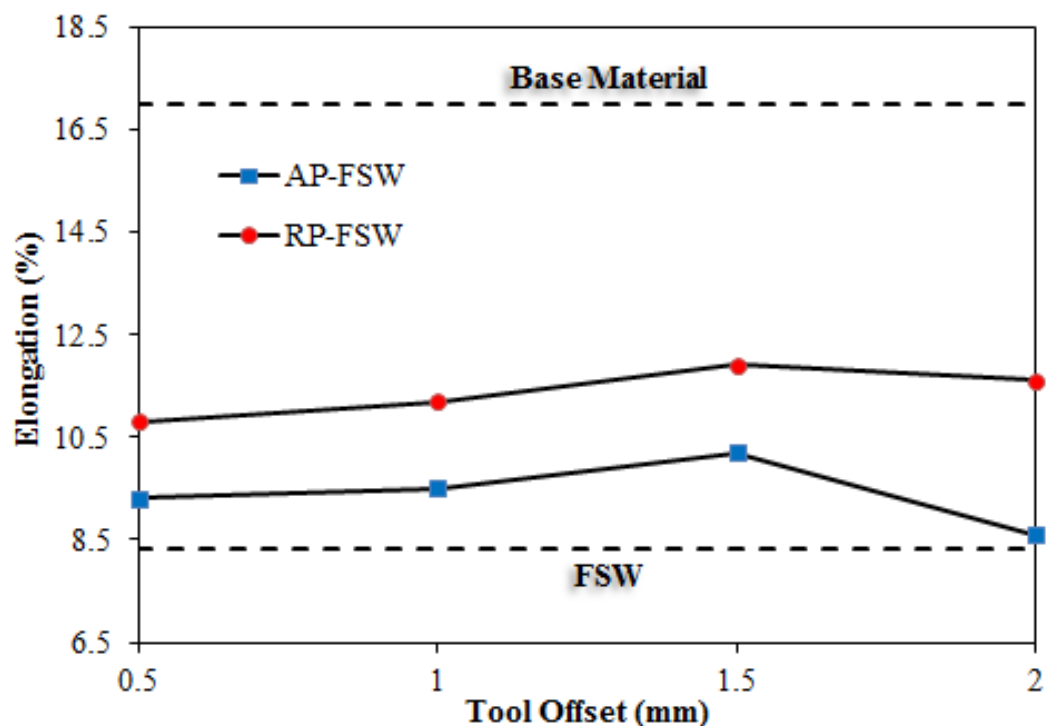 18.5
16.5
14.5
12.5
10.5
8.5
6.5
Elongation (%)
Base Material
AP-FSW
RP-FSW
FSW
0.5 1 1.5 2
Tool Offset (mm)